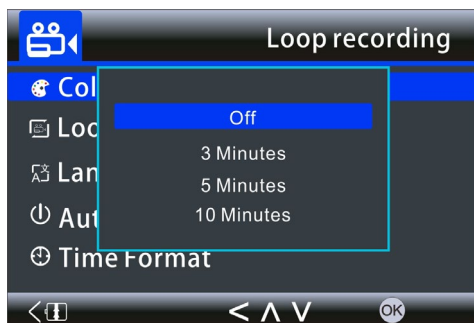 Loop recording
Col
Off
Loo
3 Minutes
Lan
5 Minutes
Aut
10 Minutes
Time Format
OK